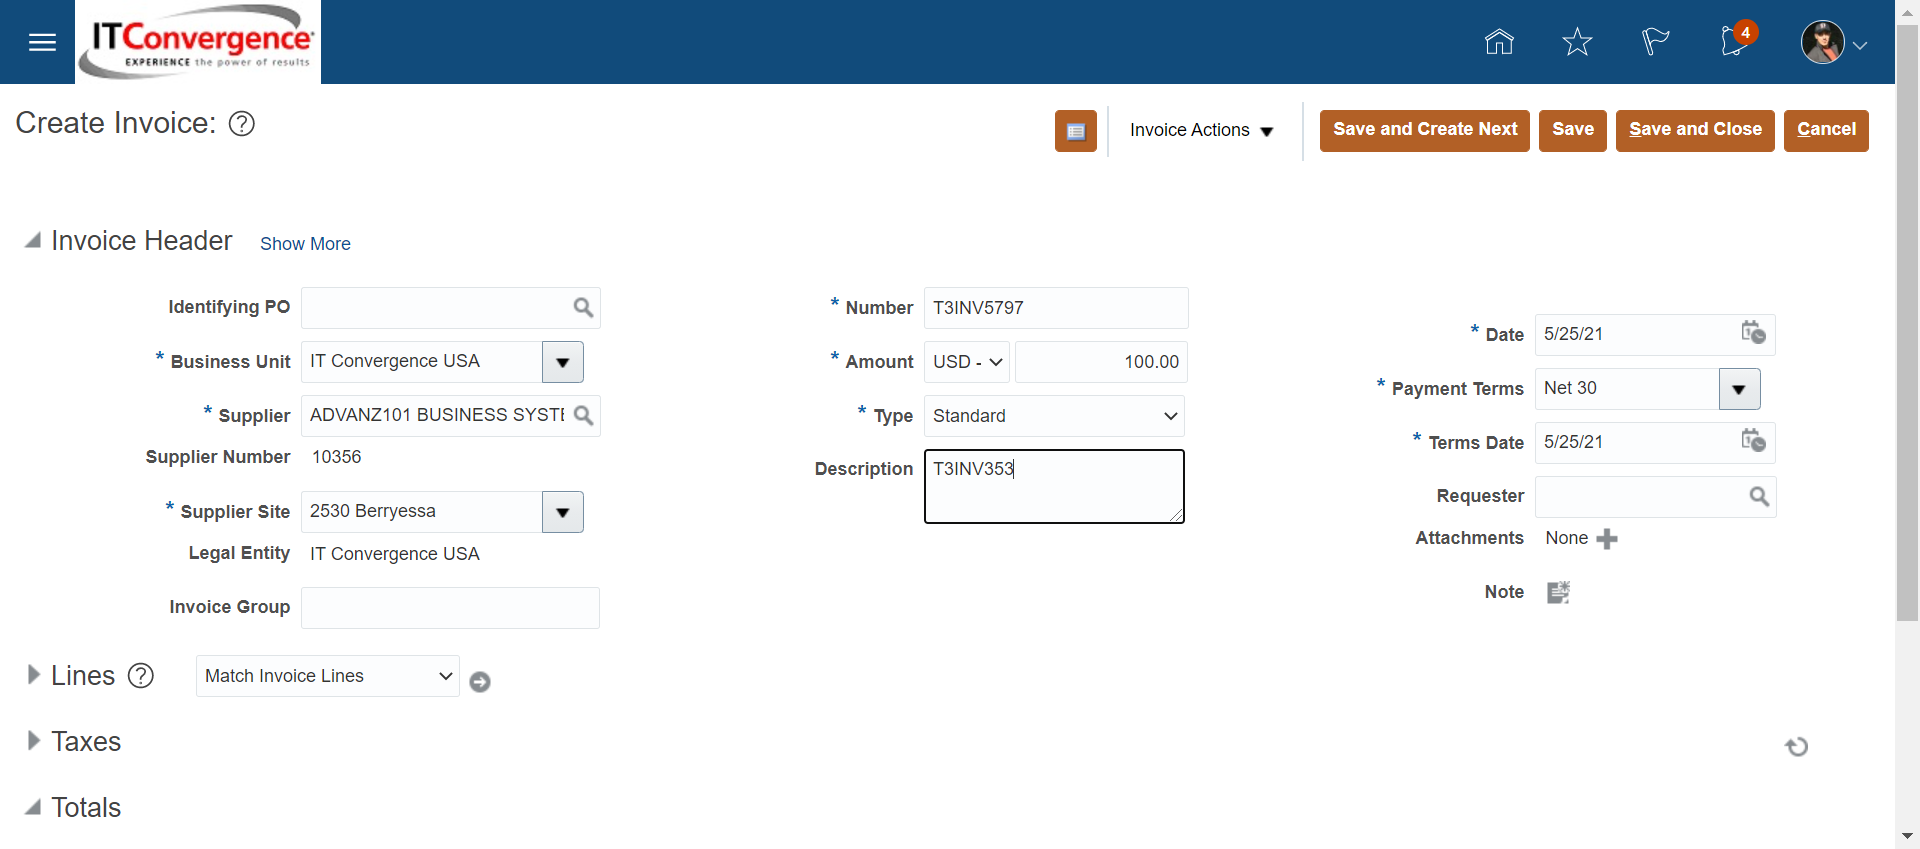 ITConvergence
EXPERIENCE the power of results
4
Create Invoice: ?
Invoice Actions
Save and Create Next
Save
Save and Close
Cancel
Invoice Header
Show More
Identifying PO
* Business Unit IT Convergence USA
* Supplier ADVANZ101 BUSINESS SYSTE
Supplier Number 10356
* Supplier Site 2530 Berryessa
Legal Entity IT Convergence USA
Invoice Group
* Number T3INV5797
* Amount USD - 100.00
* Type Standard
Description T3INV353
* Date 5/25/21
* Payment Terms Net 30
* Terms Date 5/25/21
Requester
Attachments None
Note
Lines ? Match Invoice Lines
Taxes
Totals